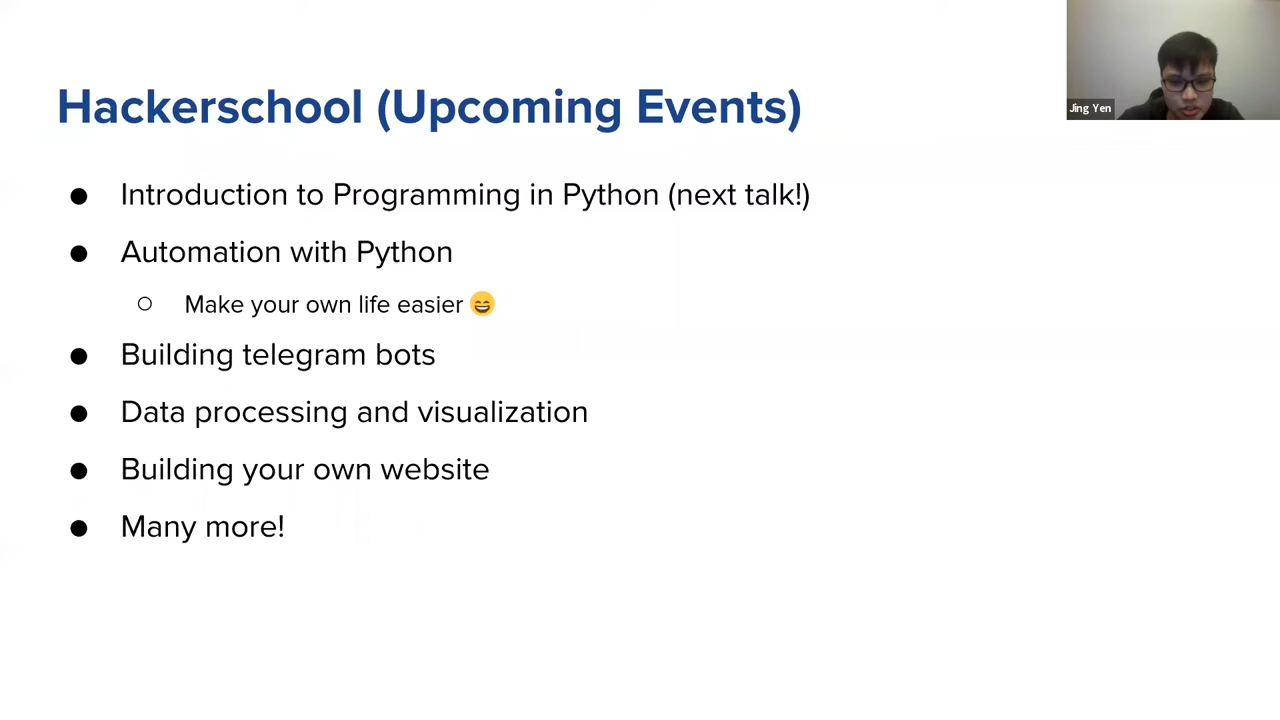 Hackerschool (Upcoming Events)
Jing Yen
● Introduction to Programming in Python (next talk!)
● Automation with Python
○ Make your own life easier 😄
● Building telegram bots
● Data processing and visualization
● Building your own website
● Many more!